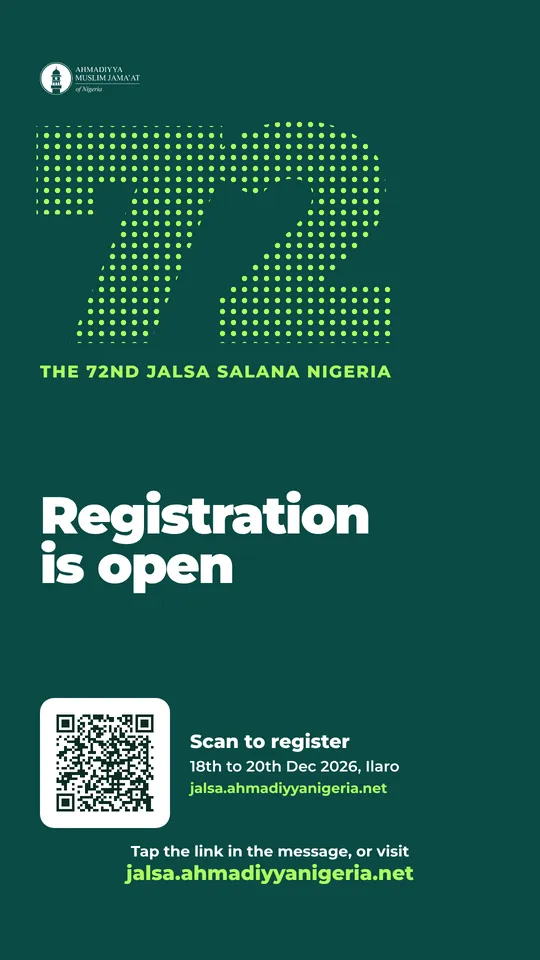 AHMADIYYA
MUSLIM JAMA'AT
of Nigeria
72
THE 72ND JALSA SALANA NIGERIA
Registration
is open
Scan to register
18th to 20th Dec 2026, Ilaro
jalsa.ahmadiyyanigeria.net
Tap the link in the message, or visit
jalsa.ahmadiyyanigeria.net